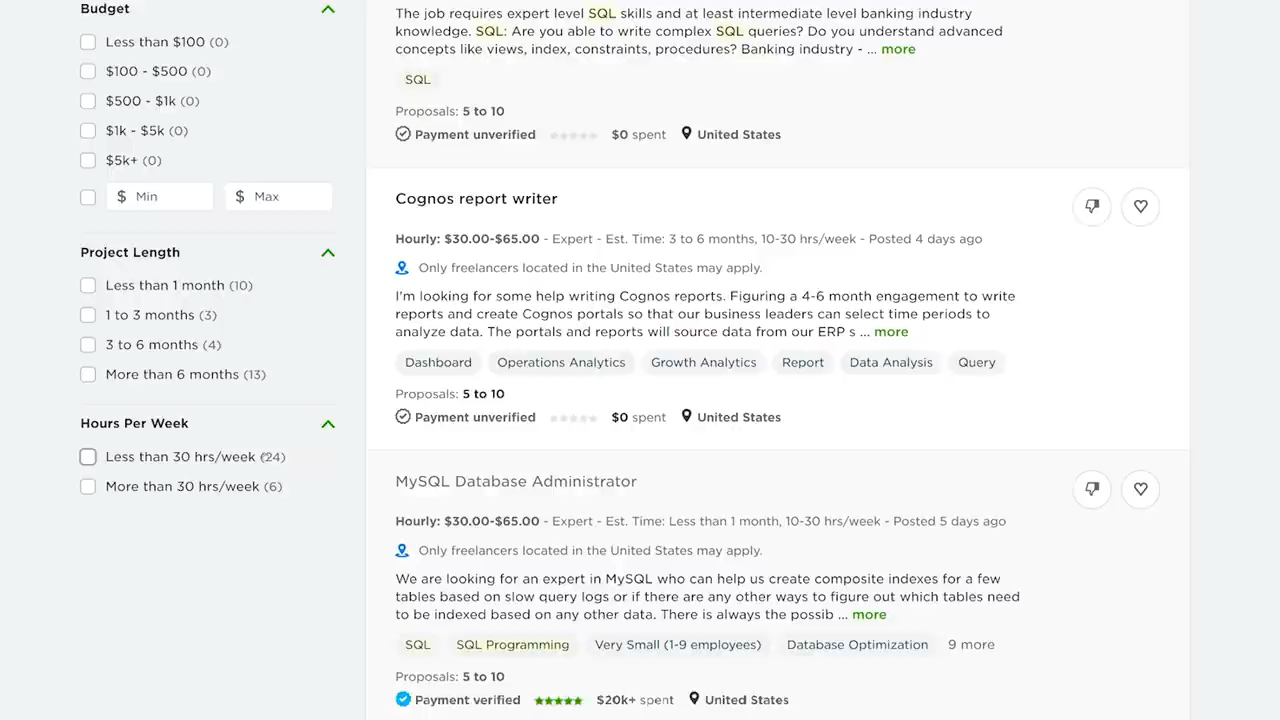 Budget
Less than $100 (0)
$100 - $500 (0)
$500 - $1k (0)
$1k - $5k (0)
$5k+ (0)
$ Min $ Max
Project Length
Less than 1 month (10)
1 to 3 months (3)
3 to 6 months (4)
More than 6 months (13)
Hours Per Week
Less than 30 hrs/week (24)
More than 30 hrs/week (6)
The job requires expert level SQL skills and at least intermediate level banking industry
knowledge. SQL: Are you able to write complex SQL queries? Do you understand advanced
concepts like views, index, constraints, procedures? Banking industry - ... more
SQL
Proposals: 5 to 10
Payment unverified $0 spent United States
Cognos report writer
Hourly: $30.00-$65.00 - Expert - Est. Time: 3 to 6 months, 10-30 hrs/week - Posted 4 days ago
Only freelancers located in the United States may apply.
I'm looking for some help writing Cognos reports. Figuring a 4-6 month engagement to write
reports and create Cognos portals so that our business leaders can select time periods to
analyze data. The portals and reports will source data from our ERP s ... more
Dashboard Operations Analytics Growth Analytics Report Data Analysis Query
Proposals: 5 to 10
Payment unverified $0 spent United States
MySQL Database Administrator
Hourly: $30.00-$65.00 - Expert - Est. Time: Less than 1 month, 10-30 hrs/week - Posted 5 days ago
Only freelancers located in the United States may apply.
We are looking for an expert in MySQL who can help us create composite indexes for a few
tables based on slow query logs or if there are any other ways to figure out which tables need
to be indexed based on any other data. There is always the possib ... more
SQL SQL Programming Very Small (1-9 employees) Database Optimization 9 more
Proposals: 5 to 10
Payment verified $20k+ spent United States